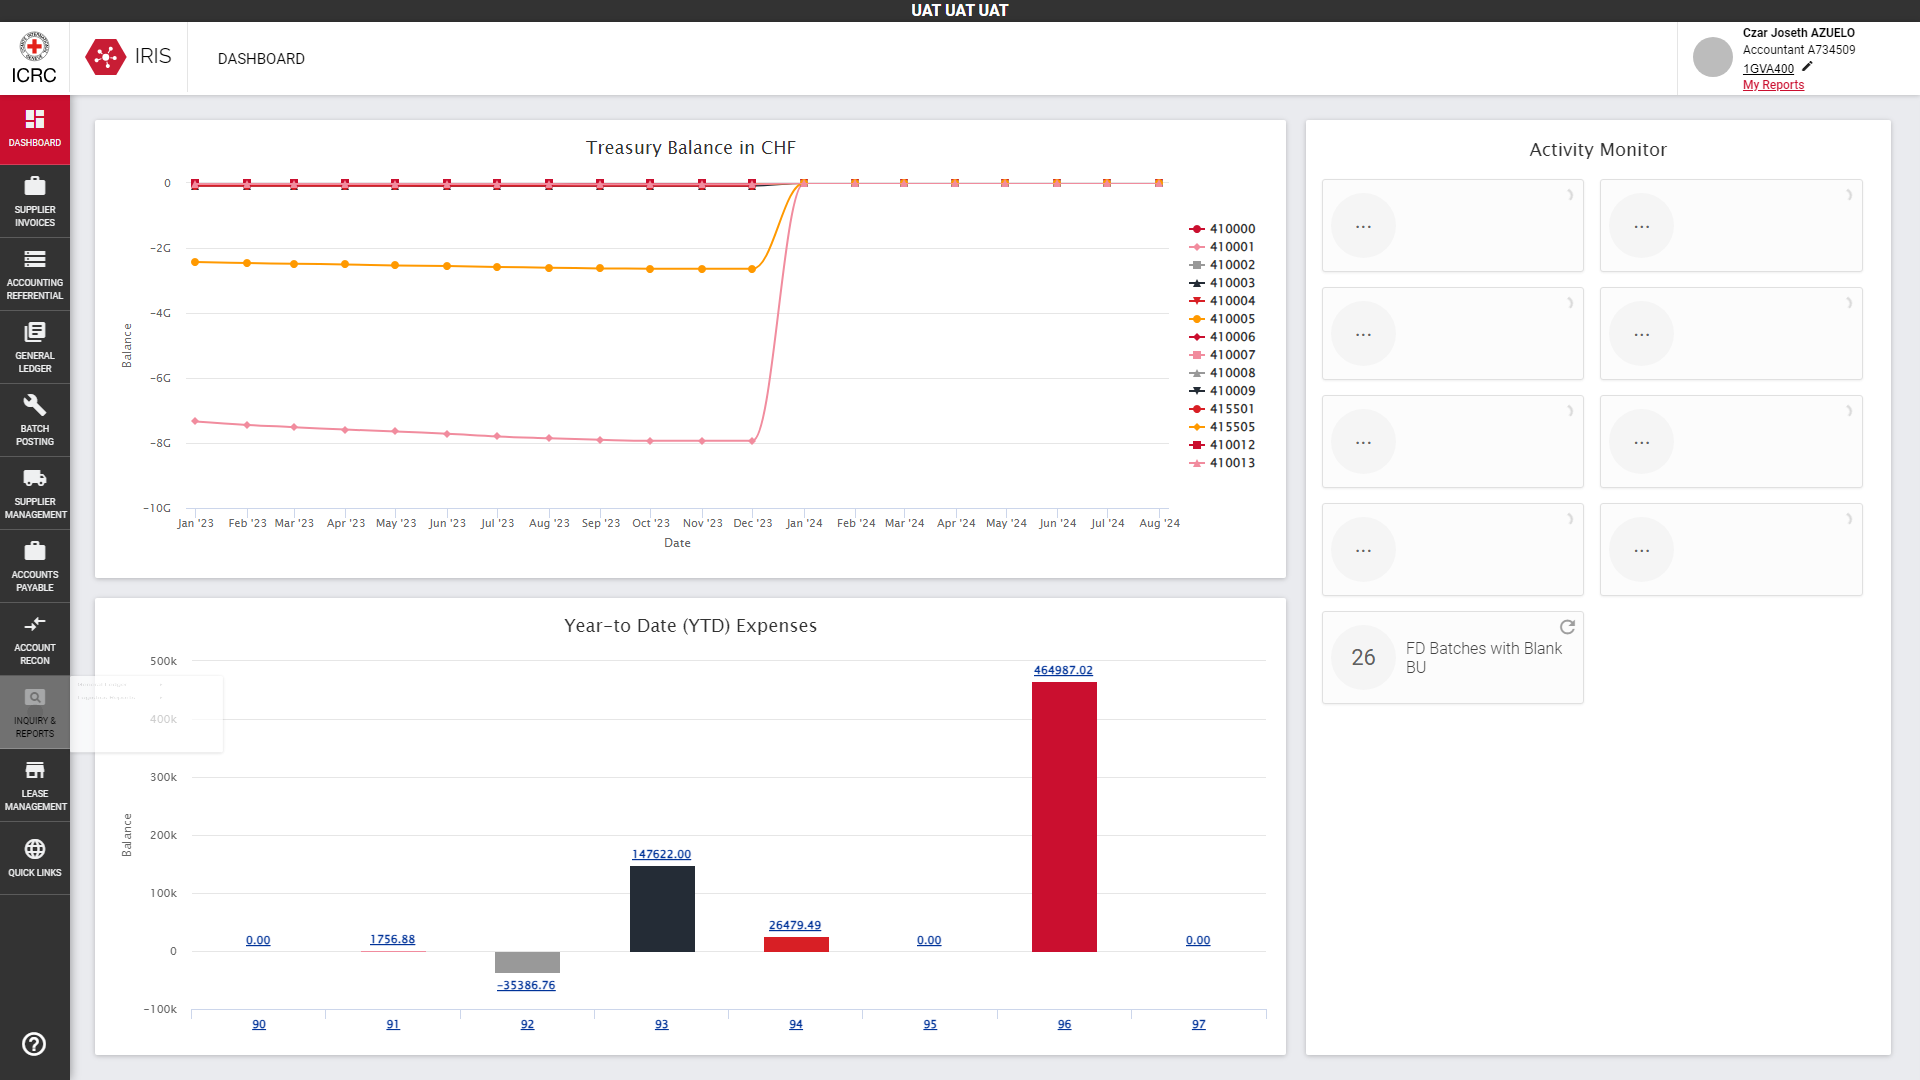 UAT UAT UAT
ICRC
IRIS
DASHBOARD
Czar Joseth AZUELO
Accountant A734509
1GVA400
My Reports
DASHBOARD
SUPPLIER
INVOICES
ACCOUNTING
REFERENTIAL
GENERAL
LEDGER
BATCH
POSTING
SUPPLIER
MANAGEMENT
ACCOUNTS
PAYABLE
ACCOUNT
RECON
INQUIRY &
REPORTS
LEASE
MANAGEMENT
QUICK LINKS
Treasury Balance in CHF
0
−2G
−4G
−6G
−8G
−10G
Balance
Jan '23 Feb '23 Mar '23 Apr '23 May '23 Jun '23 Jul '23 Aug '23 Sep '23 Oct '23 Nov '23 Dec '23 Jan '24 Feb '24 Mar '24 Apr '24 May '24 Jun '24 Jul '24 Aug '24
Date
410000
410001
410002
410003
410004
410005
410006
410007
410008
410009
415501
415505
410012
410013
Year-to Date (YTD) Expenses
500k
400k
300k
200k
100k
0
−100k
Balance
0.00
1756.88
−35386.76
147622.00
26479.49
0.00
464987.02
0.00
90 91 92 93 94 95 96 97
Activity Monitor
... ...
... ...
... ...
... ...
26
FD Batches with Blank
BU